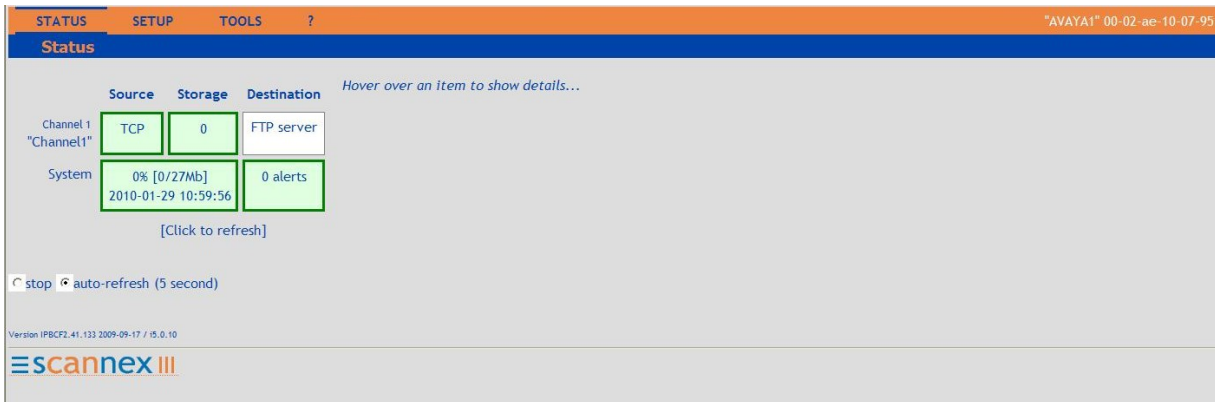 STATUS SETUP TOOLS ? "AVAYA1" 00-02-ae-10-07-95
Status
Hover over an item to show details...
Source Storage Destination
Channel 1
"Channel1"
TCP 0 FTP server
System
0% [0/27Mb]
2010-01-29 10:59:56
0 alerts
[Click to refresh]
stop auto-refresh (5 second)
Version IPBCF2.41.133 2009-09-17 / i5.0.10
scannex